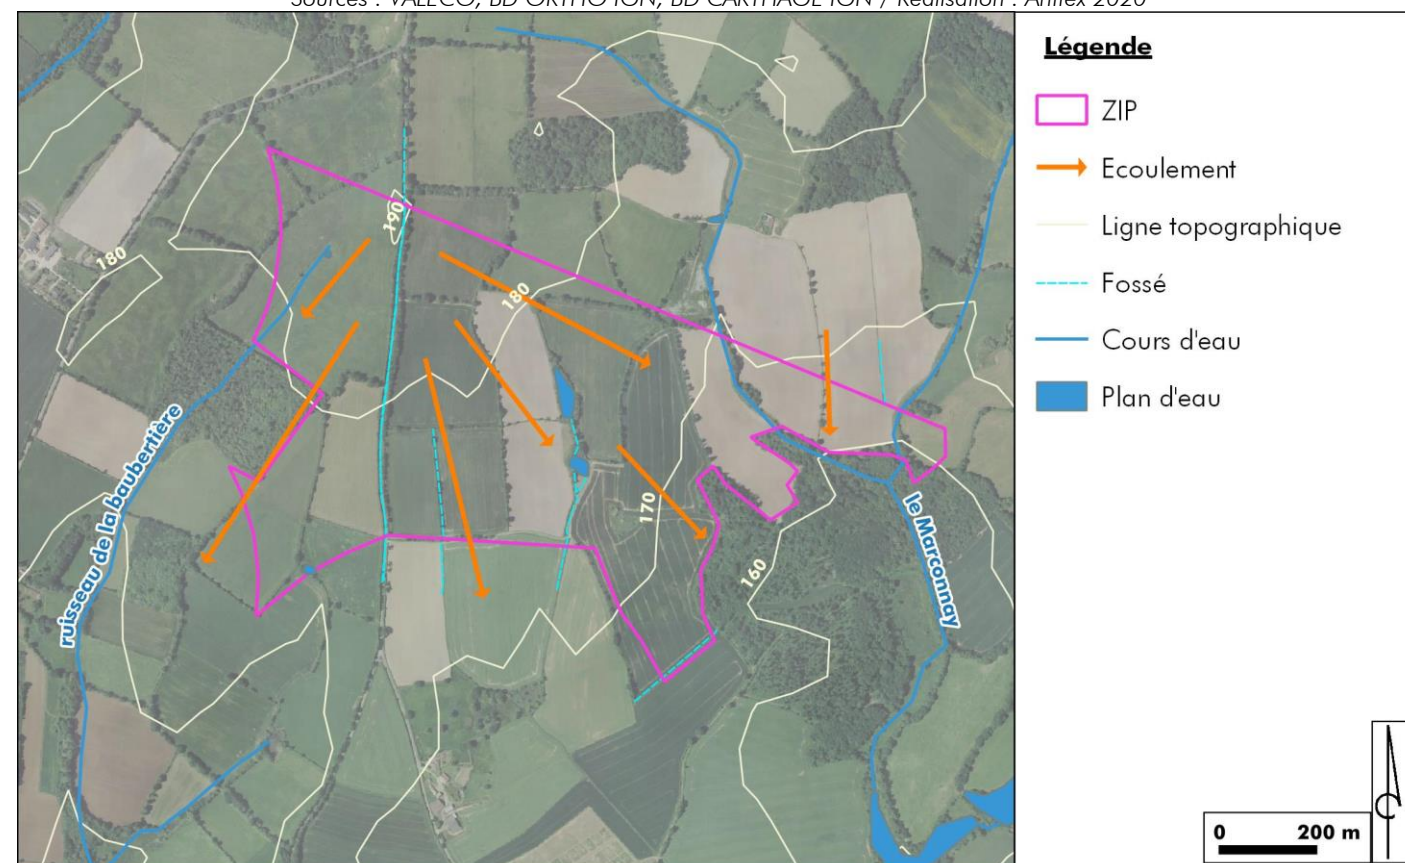 Sources : VALECO, BD ORTHO IGN, BD CARTHAGE IGN / Réalisation : Artifex 2020
Légende
ZIP
Ecoulement
Ligne topographique
Fossé
Cours d'eau
Plan d'eau
190
180
180
170
160
ruisseau de la baubertière
le Marconnay
0 200 m